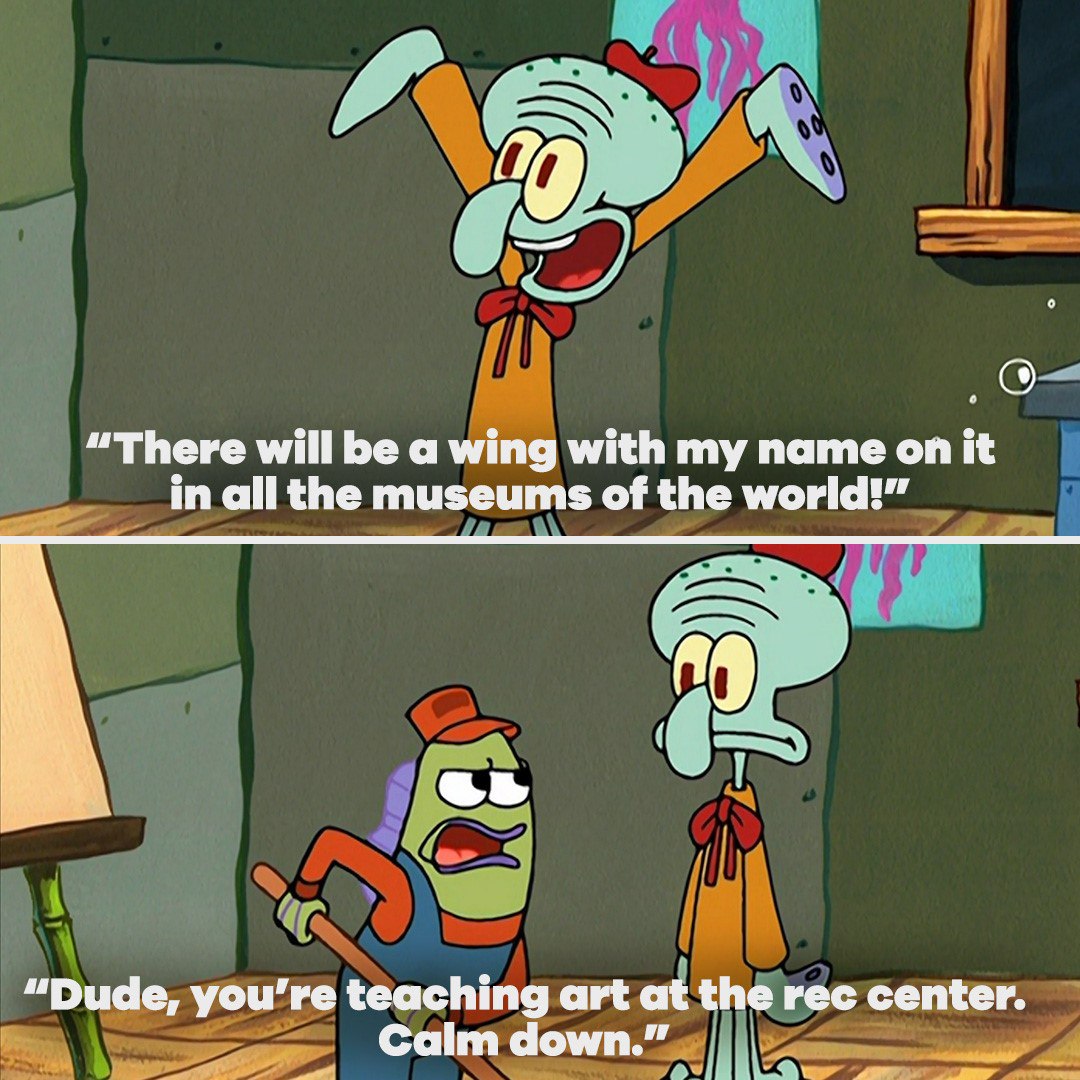 “There will be a wing with my name on it
in all the museums of the world!”
“Dude, you’re teaching art at the rec center.
Calm down.”